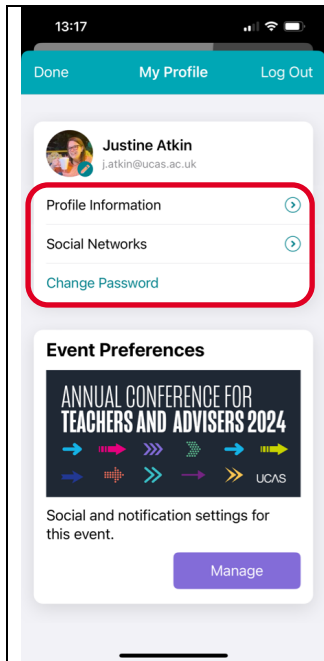 13:17
Done My Profile Log Out
Justine Atkin
j.atkin@ucas.ac.uk
Profile Information
Social Networks
Change Password
Event Preferences
ANNUAL CONFERENCE FOR
TEACHERS AND ADVISERS 2024
UCAS
Social and notification settings for
this event.
Manage